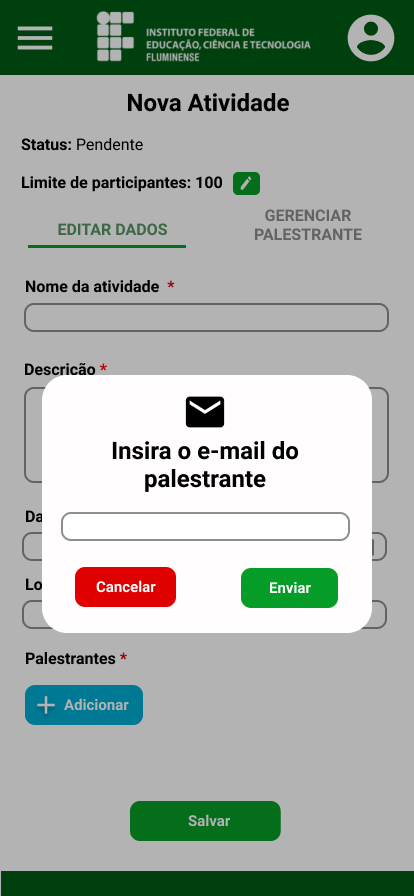 INSTITUTO FEDERAL DE
EDUCAÇÃO, CIÊNCIA E TECNOLOGIA
FLUMINENSE
Nova Atividade
Status: Pendente
Limite de participantes: 100
EDITAR DADOS
GERENCIAR
PALESTRANTE
Nome da atividade *
Descrição *
Insira o e-mail do
palestrante
Da
Cancelar
Enviar
Lo
Palestrantes *
Adicionar
Salvar